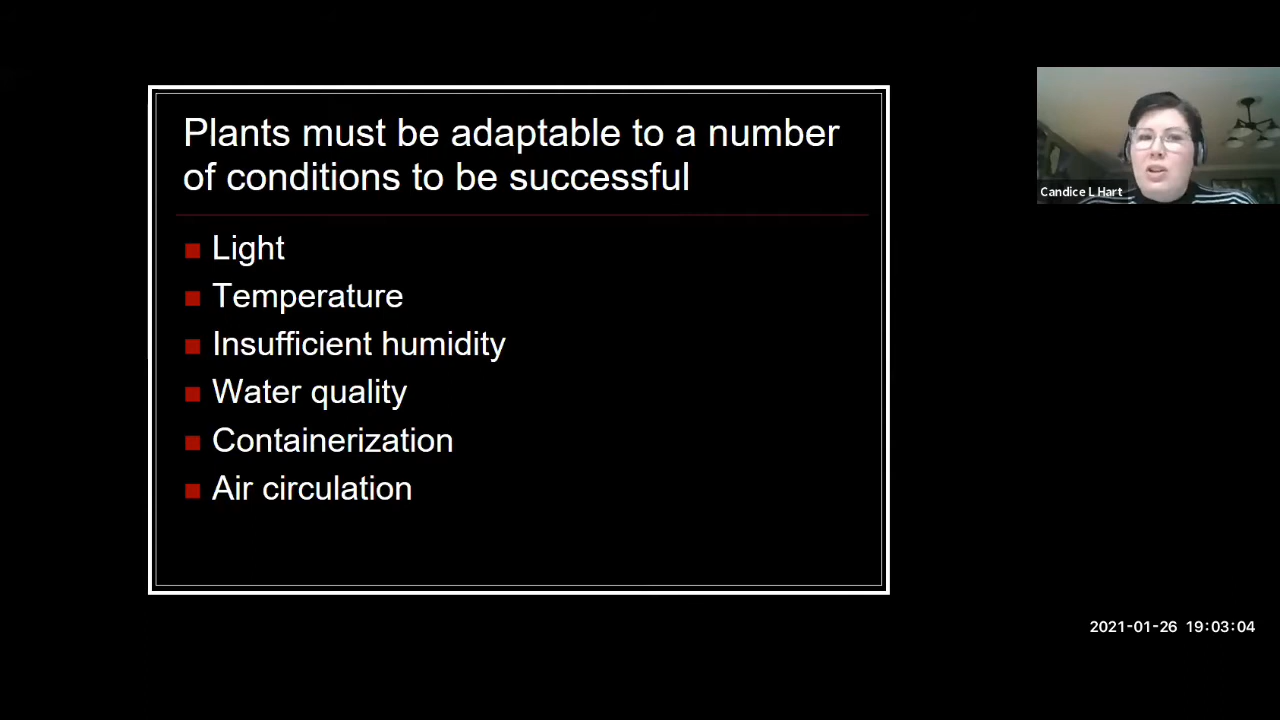 Plants must be adaptable to a number
of conditions to be successful
Light
Temperature
Insufficient humidity
Water quality
Containerization
Air circulation
Candice L Hart
2021-01-26 19:03:04